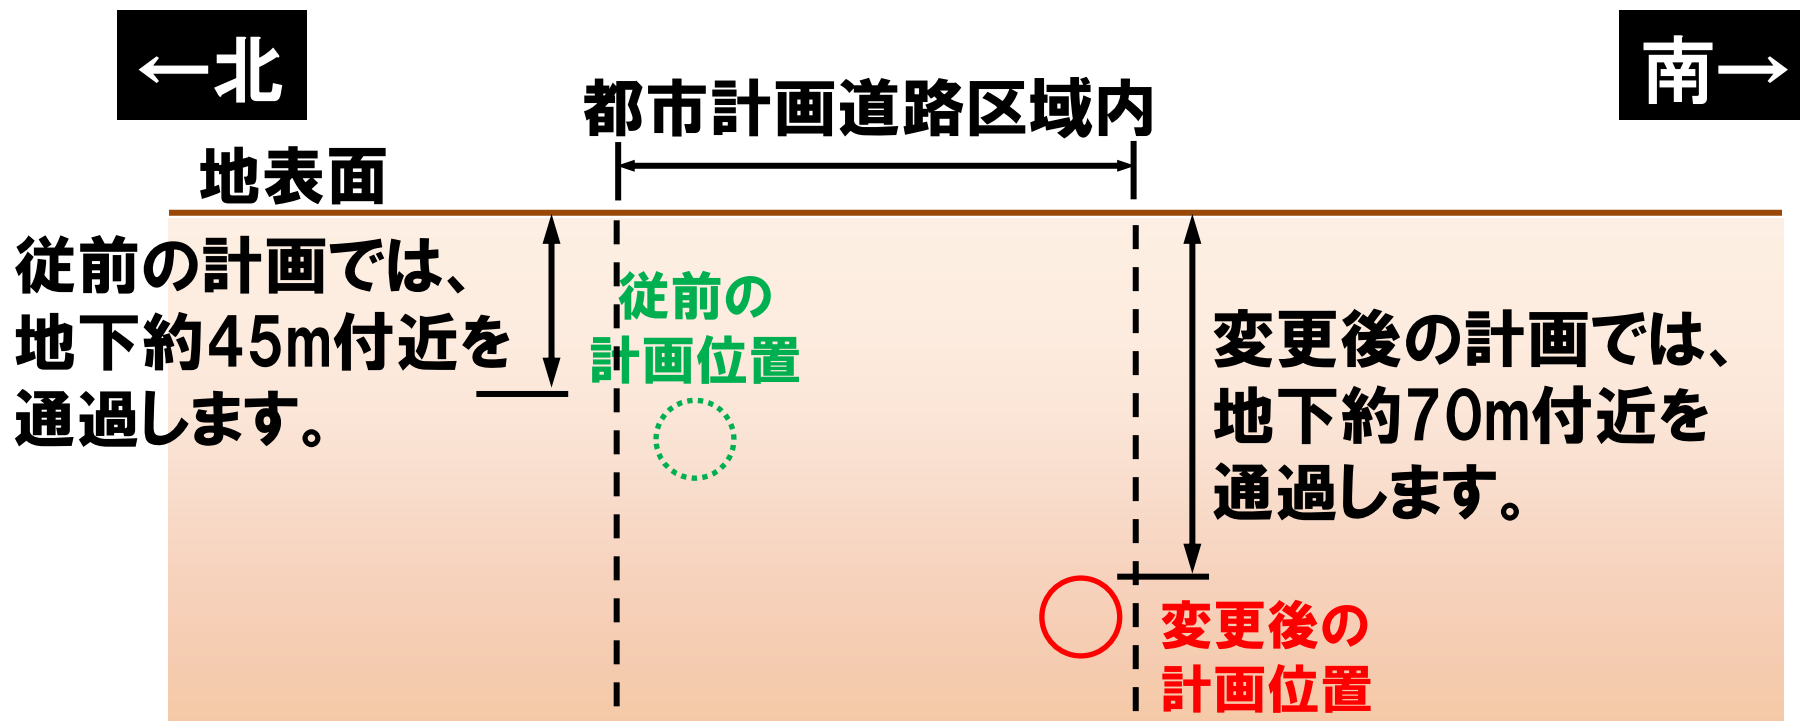 ←北
南→
都市計画道路区域内
地表面
従前の計画では、
地下約45m付近を
通過します。
従前の
計画位置
変更後の計画では、
地下約70m付近を
通過します。
変更後の
計画位置